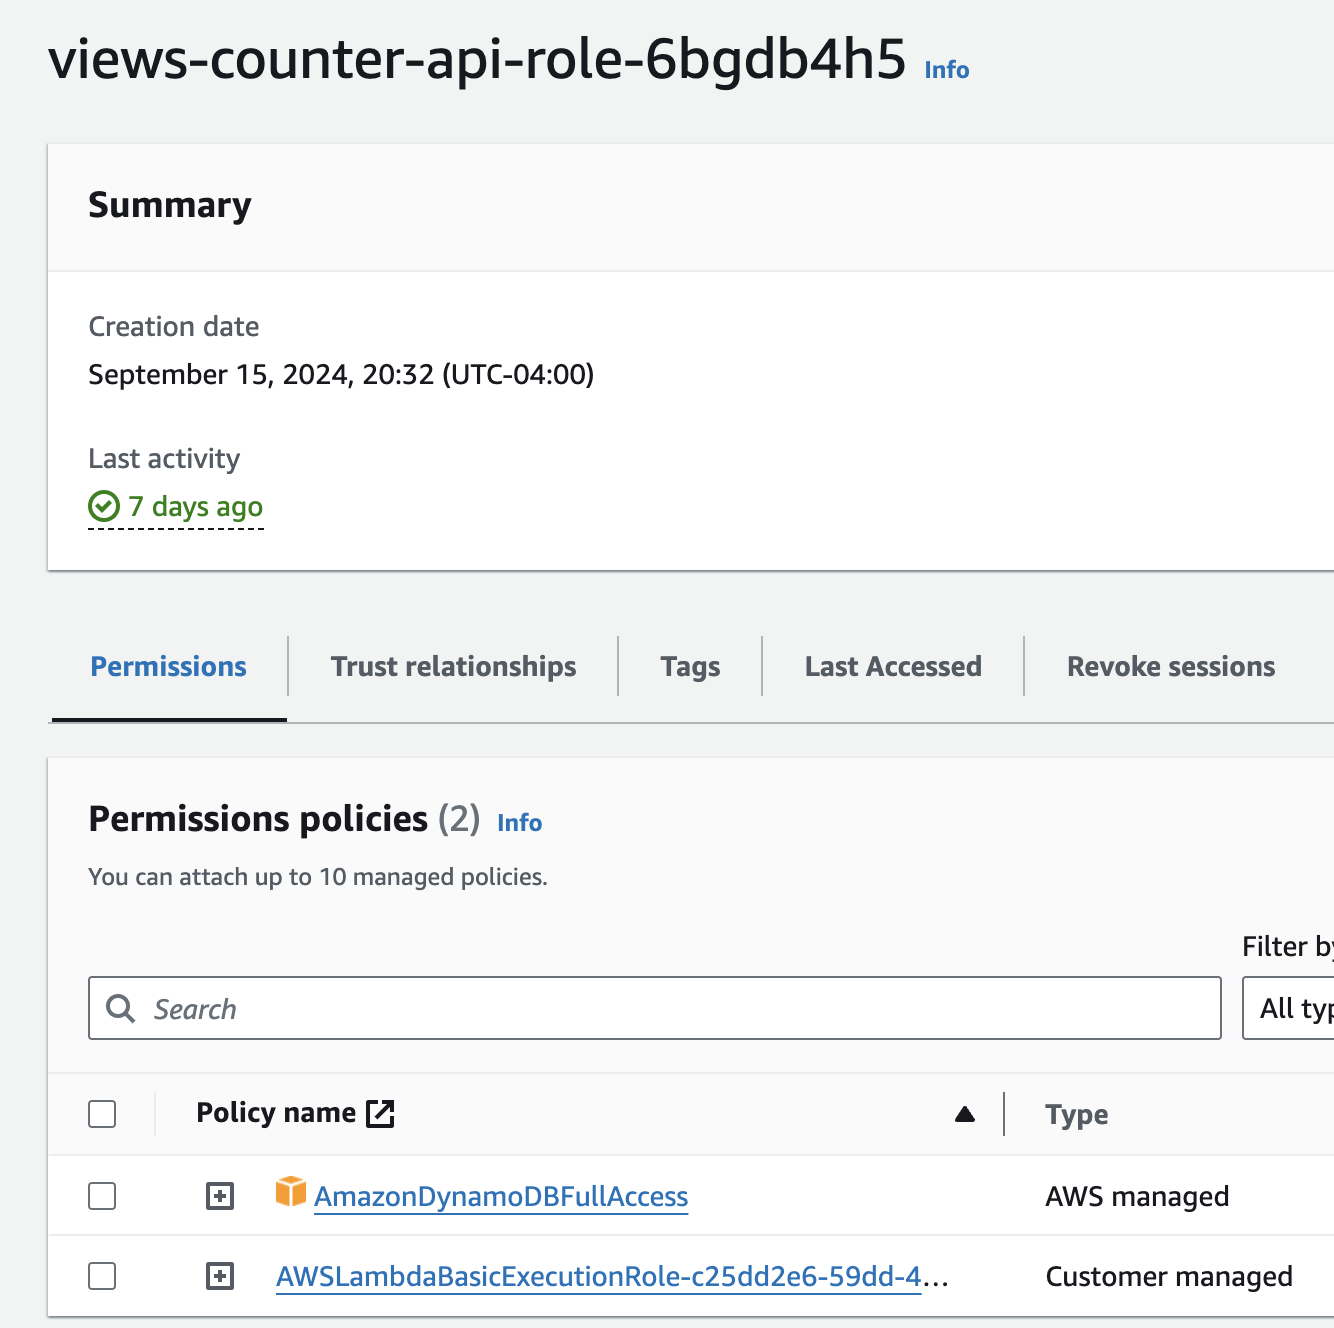 views-counter-api-role-6bgdb4h5 Info
Summary
Creation date
September 15, 2024, 20:32 (UTC-04:00)
Last activity
7 days ago
Permissions Trust relationships Tags Last Accessed Revoke sessions
Permissions policies (2) Info
You can attach up to 10 managed policies.
Filter by
Search All typ
Policy name Type
AmazonDynamoDBFullAccess AWS managed
AWSLambdaBasicExecutionRole-c25dd2e6-59dd-4... Customer managed